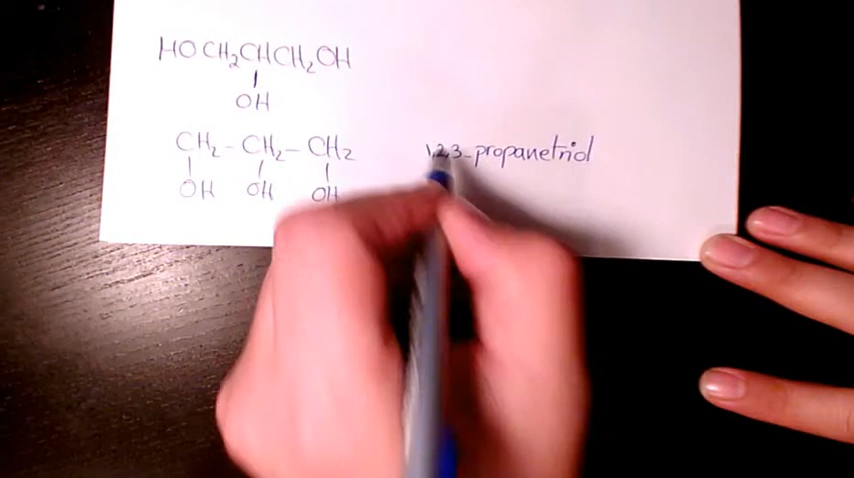 HOCH₂CHCH₂OH
OH
CH₂-CH₂-CH₂ 1,2,3-propanetriol
OH OH OH